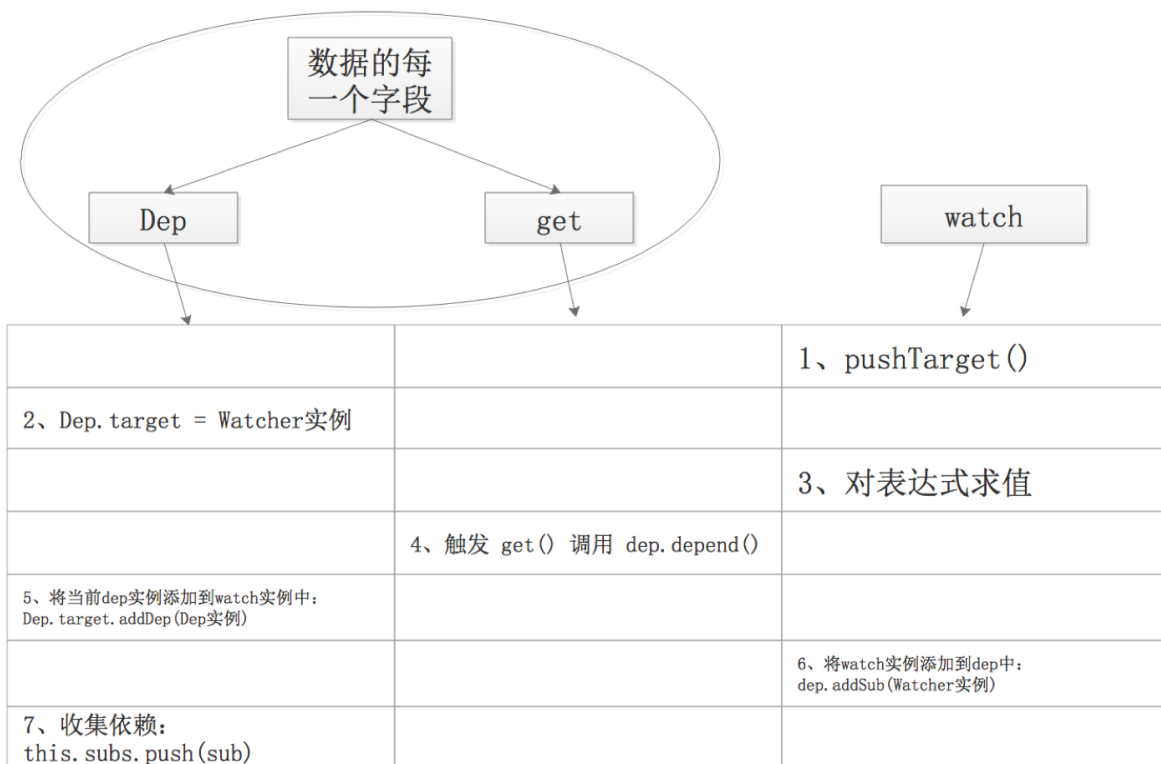 数据的每
一个字段
Dep
get
watch
1、pushTarget()
2、Dep.target = Watcher实例
3、对表达式求值
4、触发 get() 调用 dep.depend()
5、将当前dep实例添加到watch实例中：
Dep.target.addDep(Dep实例)
6、将watch实例添加到dep中：
dep.addSub(Watcher实例)
7、收集依赖：
this.subs.push(sub)